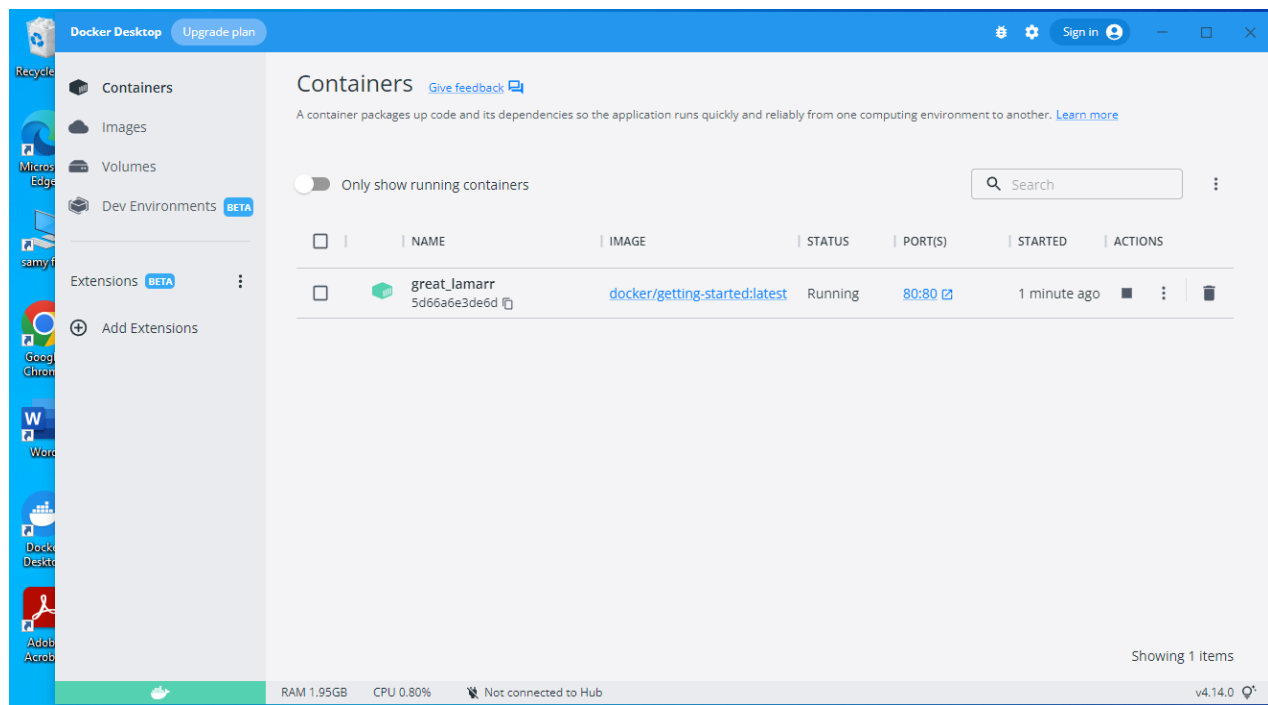 Docker Desktop Upgrade plan Sign in
Recycle
Micros
Edge
samy f
Goog
Chron
W
Word
Docke
Deskto
Adob
Acrob
Containers
Images
Volumes
Dev Environments BETA
Extensions BETA
Add Extensions
Containers Give feedback
A container packages up code and its dependencies so the application runs quickly and reliably from one computing environment to another. Learn more
Only show running containers Search
NAME IMAGE STATUS PORT(S) STARTED ACTIONS
great_lamarr
5d66a6e3de6d
docker/getting-started:latest Running 80:80 1 minute ago
Showing 1 items
RAM 1.95GB CPU 0.80% Not connected to Hub v4.14.0